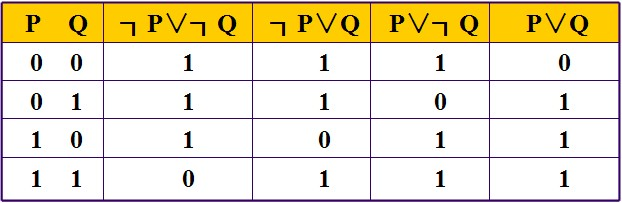 P Q ┐P∨┐Q ┐P∨Q P∨┐Q P∨Q
0 0 1 1 1 0
0 1 1 1 0 1
1 0 1 0 1 1
1 1 0 1 1 1